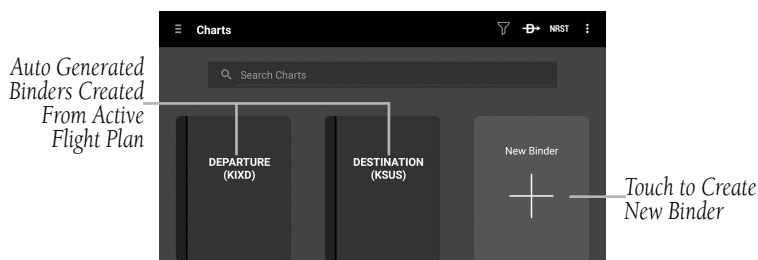 Charts
NRST
Search Charts
Auto Generated
Binders Created
From Active
Flight Plan
DEPARTURE
(KIXD)
DESTINATION
(KSUS)
New Binder
Touch to Create
New Binder